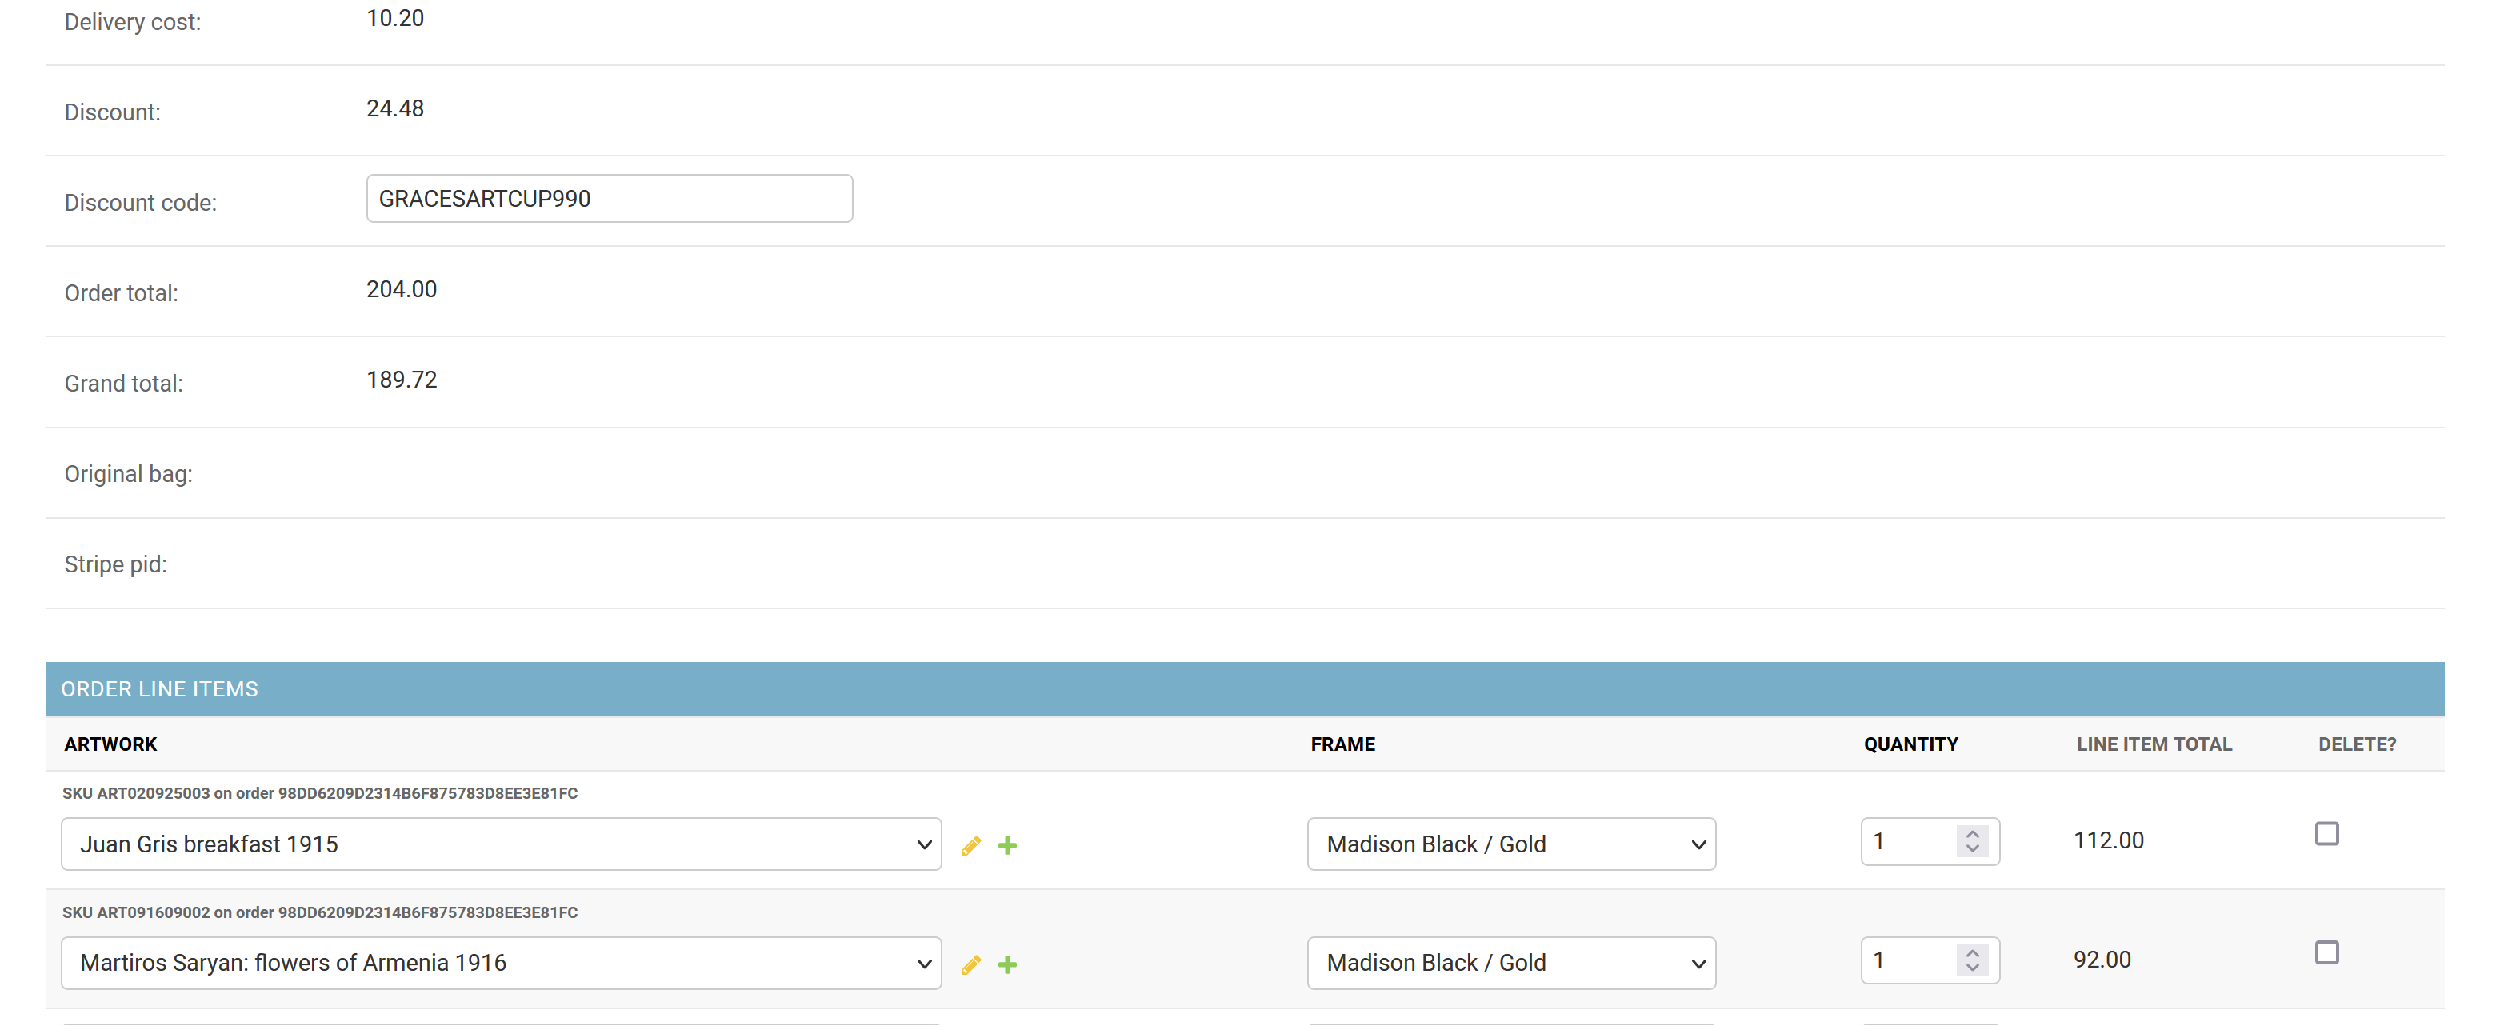 Delivery cost: 10.20
Discount: 24.48
Discount code: GRACESARTCUP990
Order total: 204.00
Grand total: 189.72
Original bag:
Stripe pid:
ORDER LINE ITEMS
ARTWORK FRAME QUANTITY LINE ITEM TOTAL DELETE?
SKU ART020925003 on order 98DD6209D2314B6F875783D8EE3E81FC
Juan Gris breakfast 1915 Madison Black / Gold 1 112.00
SKU ART091609002 on order 98DD6209D2314B6F875783D8EE3E81FC
Martiros Saryan: flowers of Armenia 1916 Madison Black / Gold 1 92.00